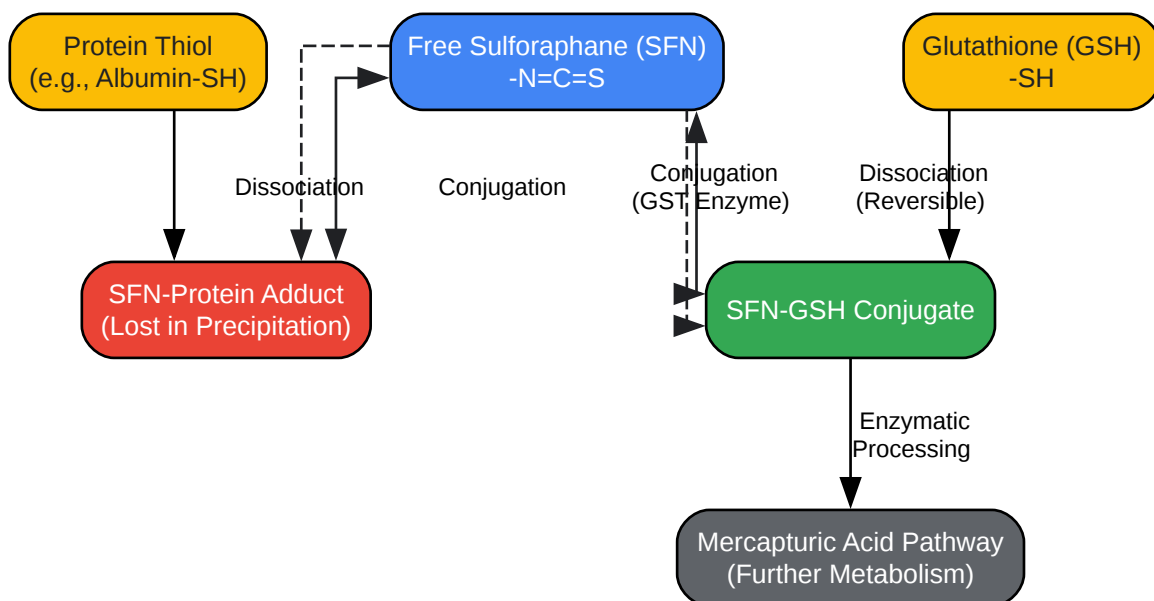 Protein Thiol
(e.g., Albumin-SH)
Free Sulforaphane (SFN)
-N=C=S
Glutathione (GSH)
-SH
Dissociation
Conjugation
Conjugation
(GST Enzyme)
Dissociation
(Reversible)
SFN-Protein Adduct
(Lost in Precipitation)
SFN-GSH Conjugate
Enzymatic
Processing
Mercapturic Acid Pathway
(Further Metabolism)